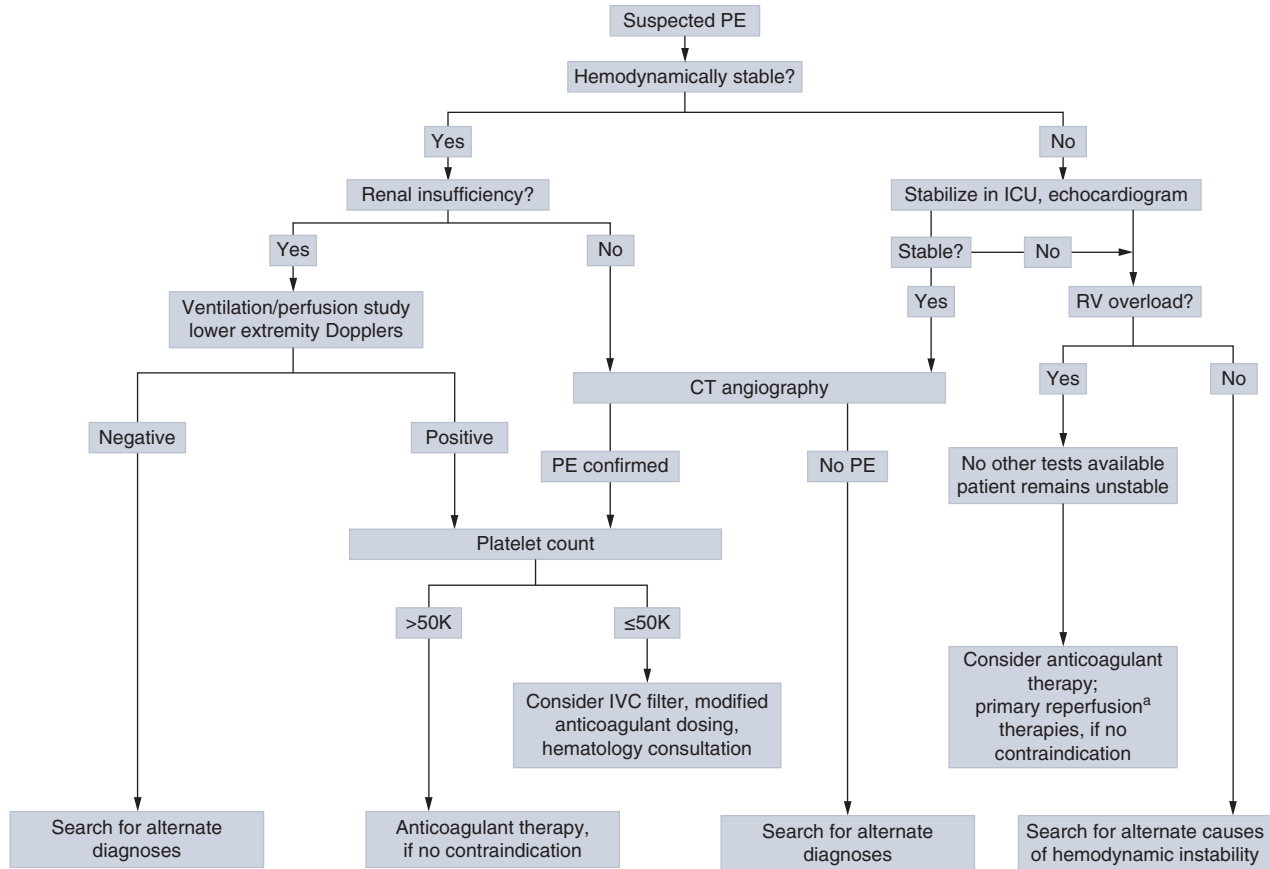 Suspected PE
Hemodynamically stable?
Yes
No
Renal insufficiency?
Stabilize in ICU, echocardiogram
Yes
No
Stable?
No
Yes
RV overload?
Ventilation/perfusion study
lower extremity Dopplers
Yes
No
CT angiography
Negative
Positive
PE confirmed
No PE
No other tests available
patient remains unstable
Platelet count
>50K
≤50K
Consider anticoagulant
therapy;
primary reperfusionᵃ
therapies, if no
contraindication
Consider IVC filter, modified
anticoagulant dosing,
hematology consultation
Search for alternate
diagnoses
Anticoagulant therapy,
if no contraindication
Search for alternate
diagnoses
Search for alternate causes
of hemodynamic instability